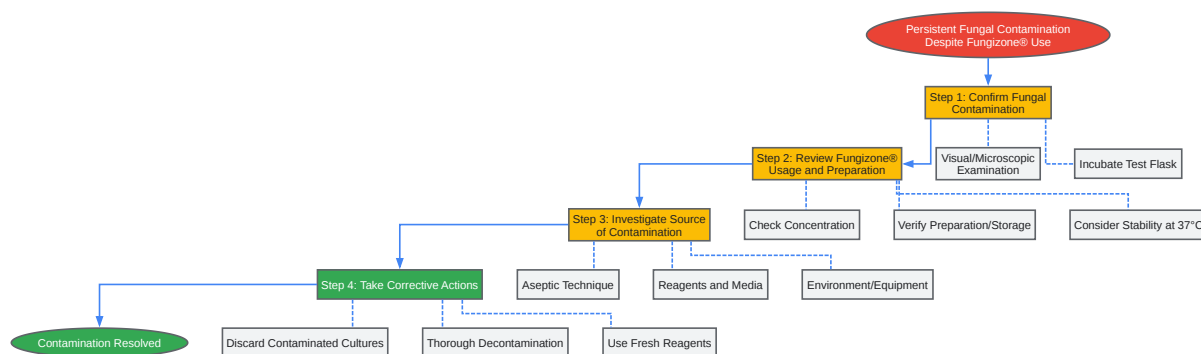 Persistent Fungal Contamination
Despite Fungizone® Use
Step 1: Confirm Fungal
Contamination
Step 2: Review Fungizone®
Usage and Preparation
Visual/Microscopic
Examination
Incubate Test Flask
Step 3: Investigate Source
of Contamination
Check Concentration
Verify Preparation/Storage
Consider Stability at 37°C
Step 4: Take Corrective Actions
Aseptic Technique
Reagents and Media
Environment/Equipment
Contamination Resolved
Discard Contaminated Cultures
Thorough Decontamination
Use Fresh Reagents